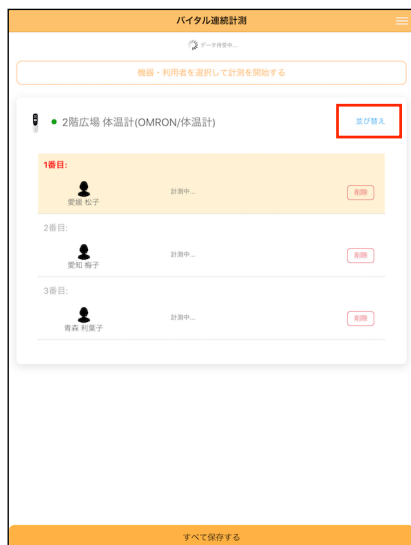 バイタル連続計測
データ待受中...
機器・利用者を選択して計測を開始する
2階広場 体温計(OMRON/体温計)
並び替え
1番目:
計測中...
削除
愛媛 松子
2番目:
計測中...
削除
愛知 梅子
3番目:
計測中...
削除
青森 利葉子
すべて保存する